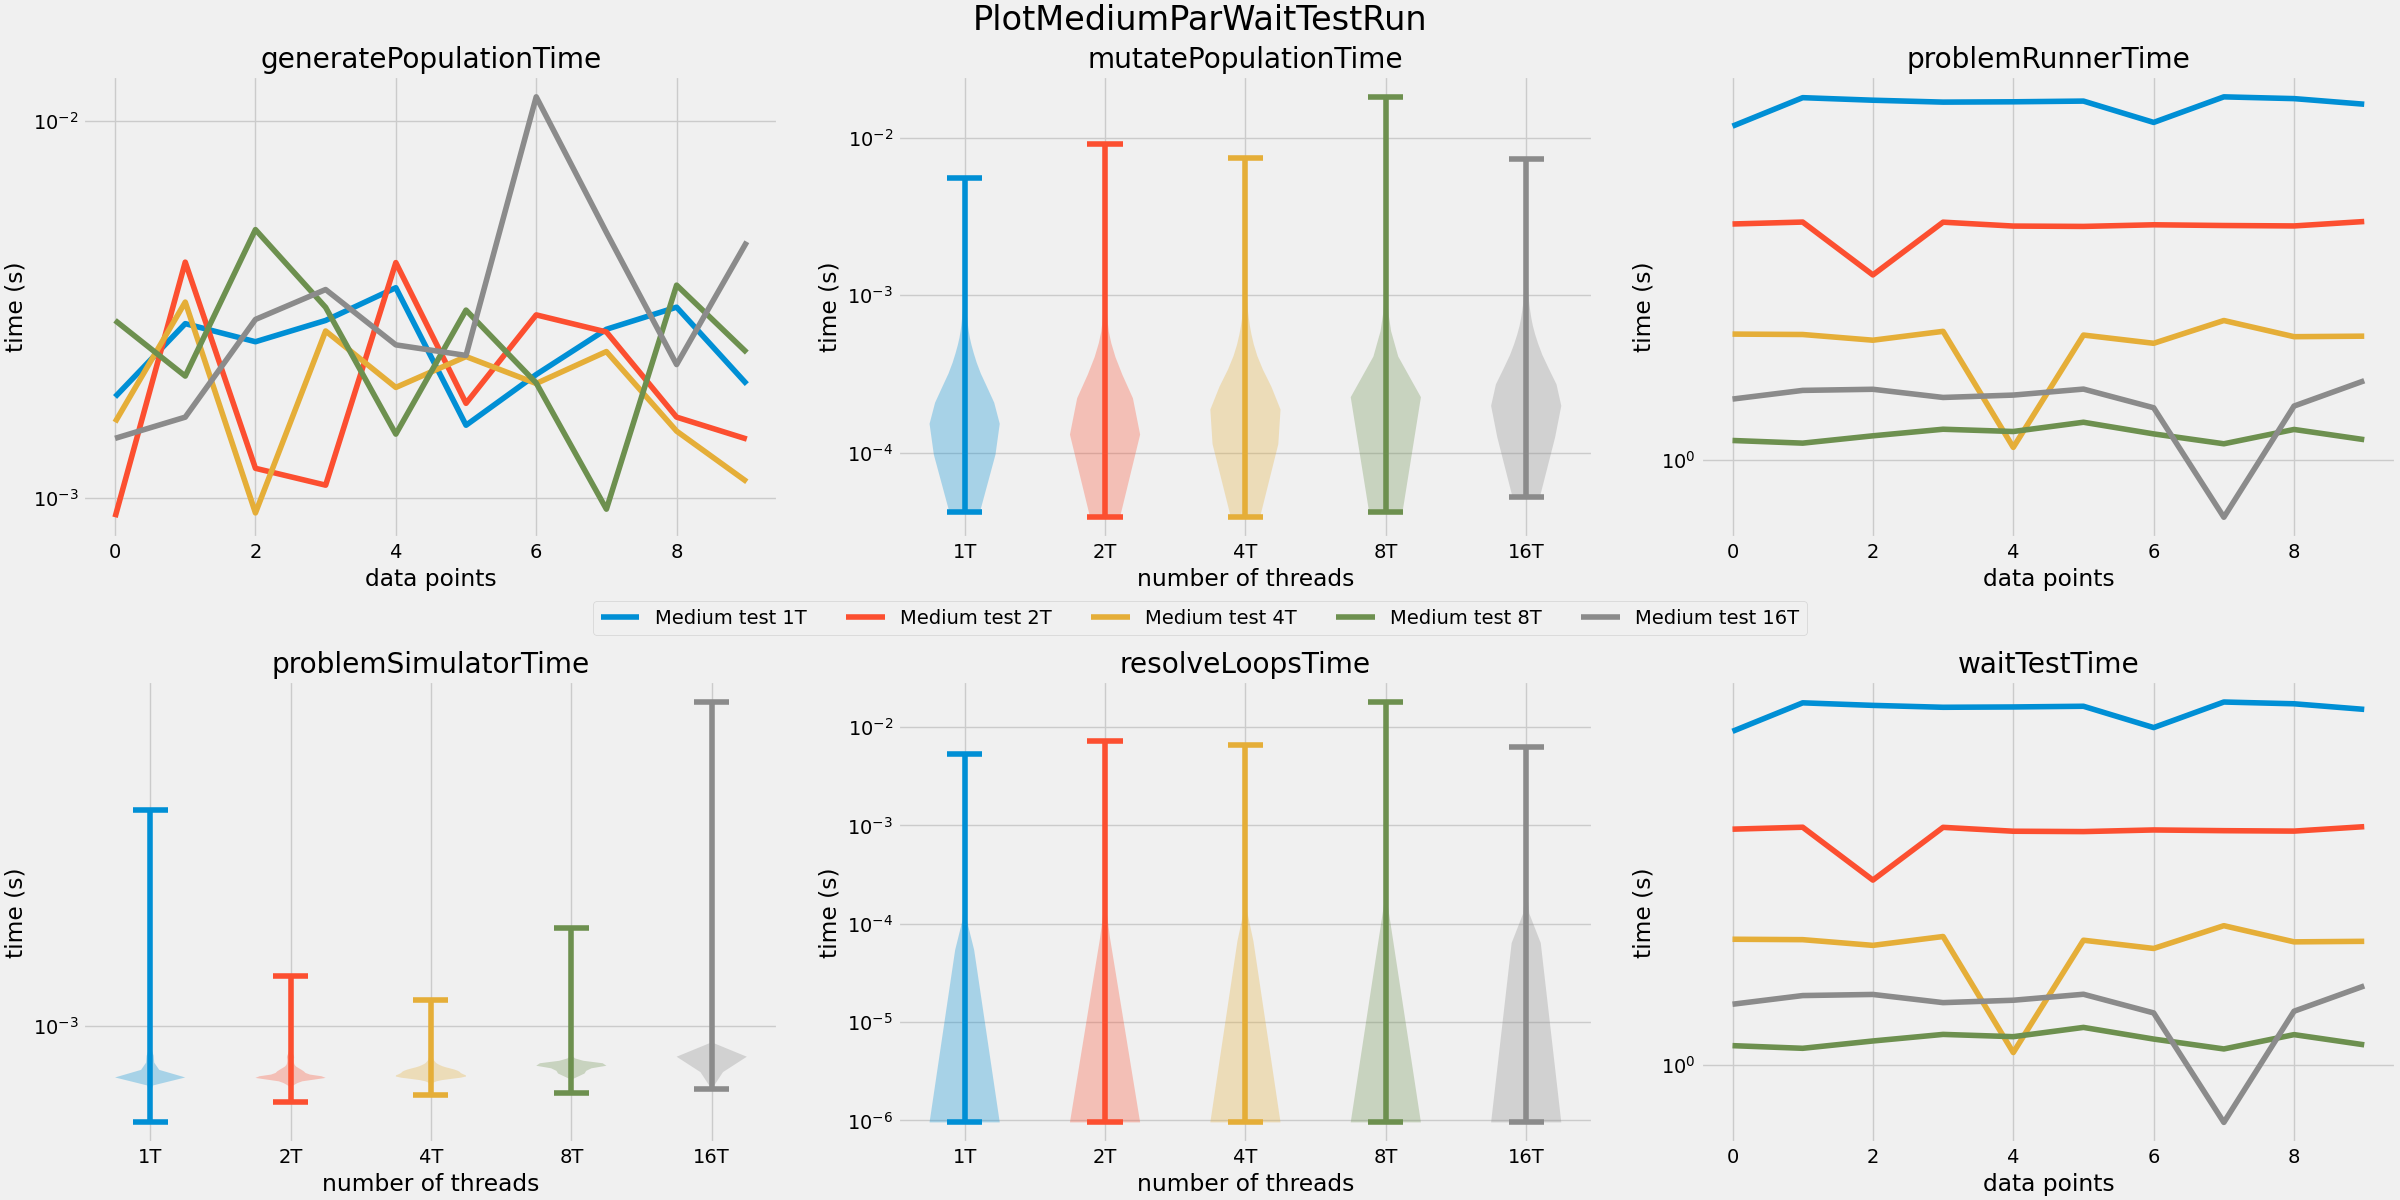 PlotMediumParWaitTestRun
generatePopulationTime
10⁻²
10⁻³
time (s)
0 2 4 6 8
data points
mutatePopulationTime
10⁻²
10⁻³
10⁻⁴
time (s)
1T 2T 4T 8T 16T
number of threads
problemRunnerTime
10⁰
time (s)
0 2 4 6 8
data points
Medium test 1T Medium test 2T Medium test 4T Medium test 8T Medium test 16T
problemSimulatorTime
10⁻³
time (s)
1T 2T 4T 8T 16T
number of threads
resolveLoopsTime
10⁻²
10⁻³
10⁻⁴
10⁻⁵
10⁻⁶
time (s)
1T 2T 4T 8T 16T
number of threads
waitTestTime
10⁰
time (s)
0 2 4 6 8
data points